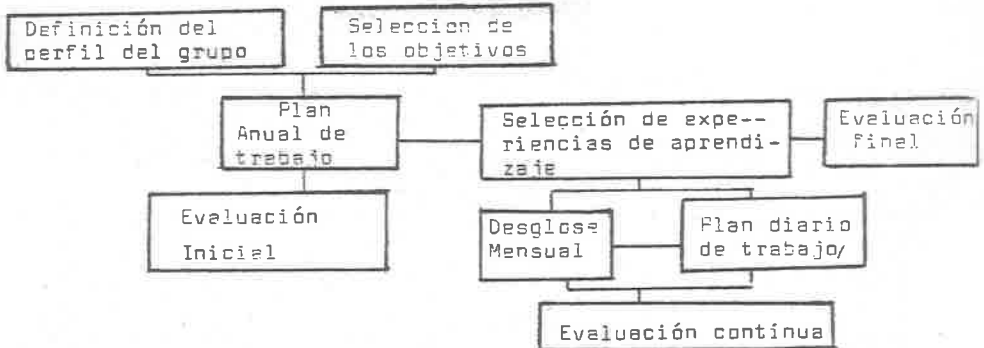 Definición del
perfil del grupo
Selección de
los objetivos
Plan
Anual de
trabajo
Selección de expe--
riencias de aprendi-
zaje
Evaluación
Final
Evaluación
Inicial
Desglose
Mensual
Plan diario
de trabajo/
Evaluación contínua